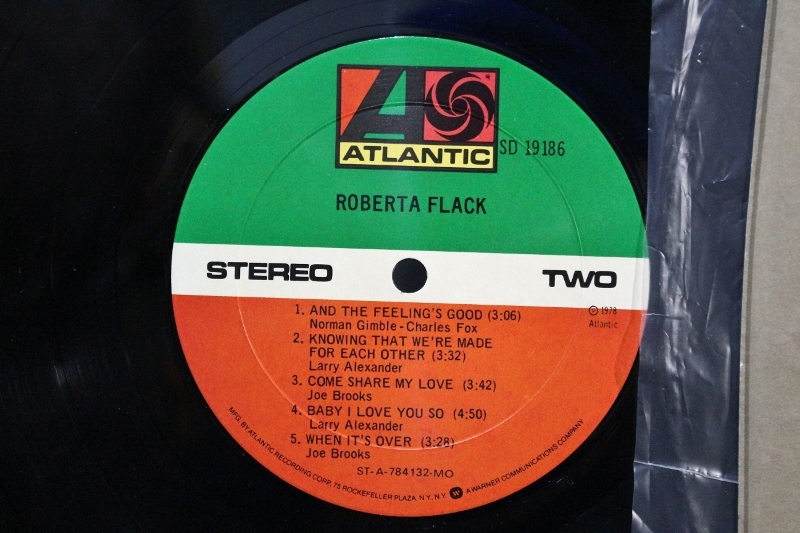 ATLANTIC
SD 19186
ROBERTA FLACK
STEREO
TWO
1. AND THE FEELING'S GOOD (3:06)
Norman Gimble - Charles Fox
2. KNOWING THAT WE'RE MADE
FOR EACH OTHER (3:32)
Larry Alexander
3. COME SHARE MY LOVE (3:42)
Joe Brooks
4. BABY I LOVE YOU SO (4:50)
Larry Alexander
5. WHEN IT'S OVER (3:28)
Joe Brooks
ST-A-784132-MO
℗ 1978
Atlantic
MFG. BY ATLANTIC RECORDING CORP., 75 ROCKEFELLER PLAZA, N.Y., N.Y. W A WARNER COMMUNICATIONS COMPANY